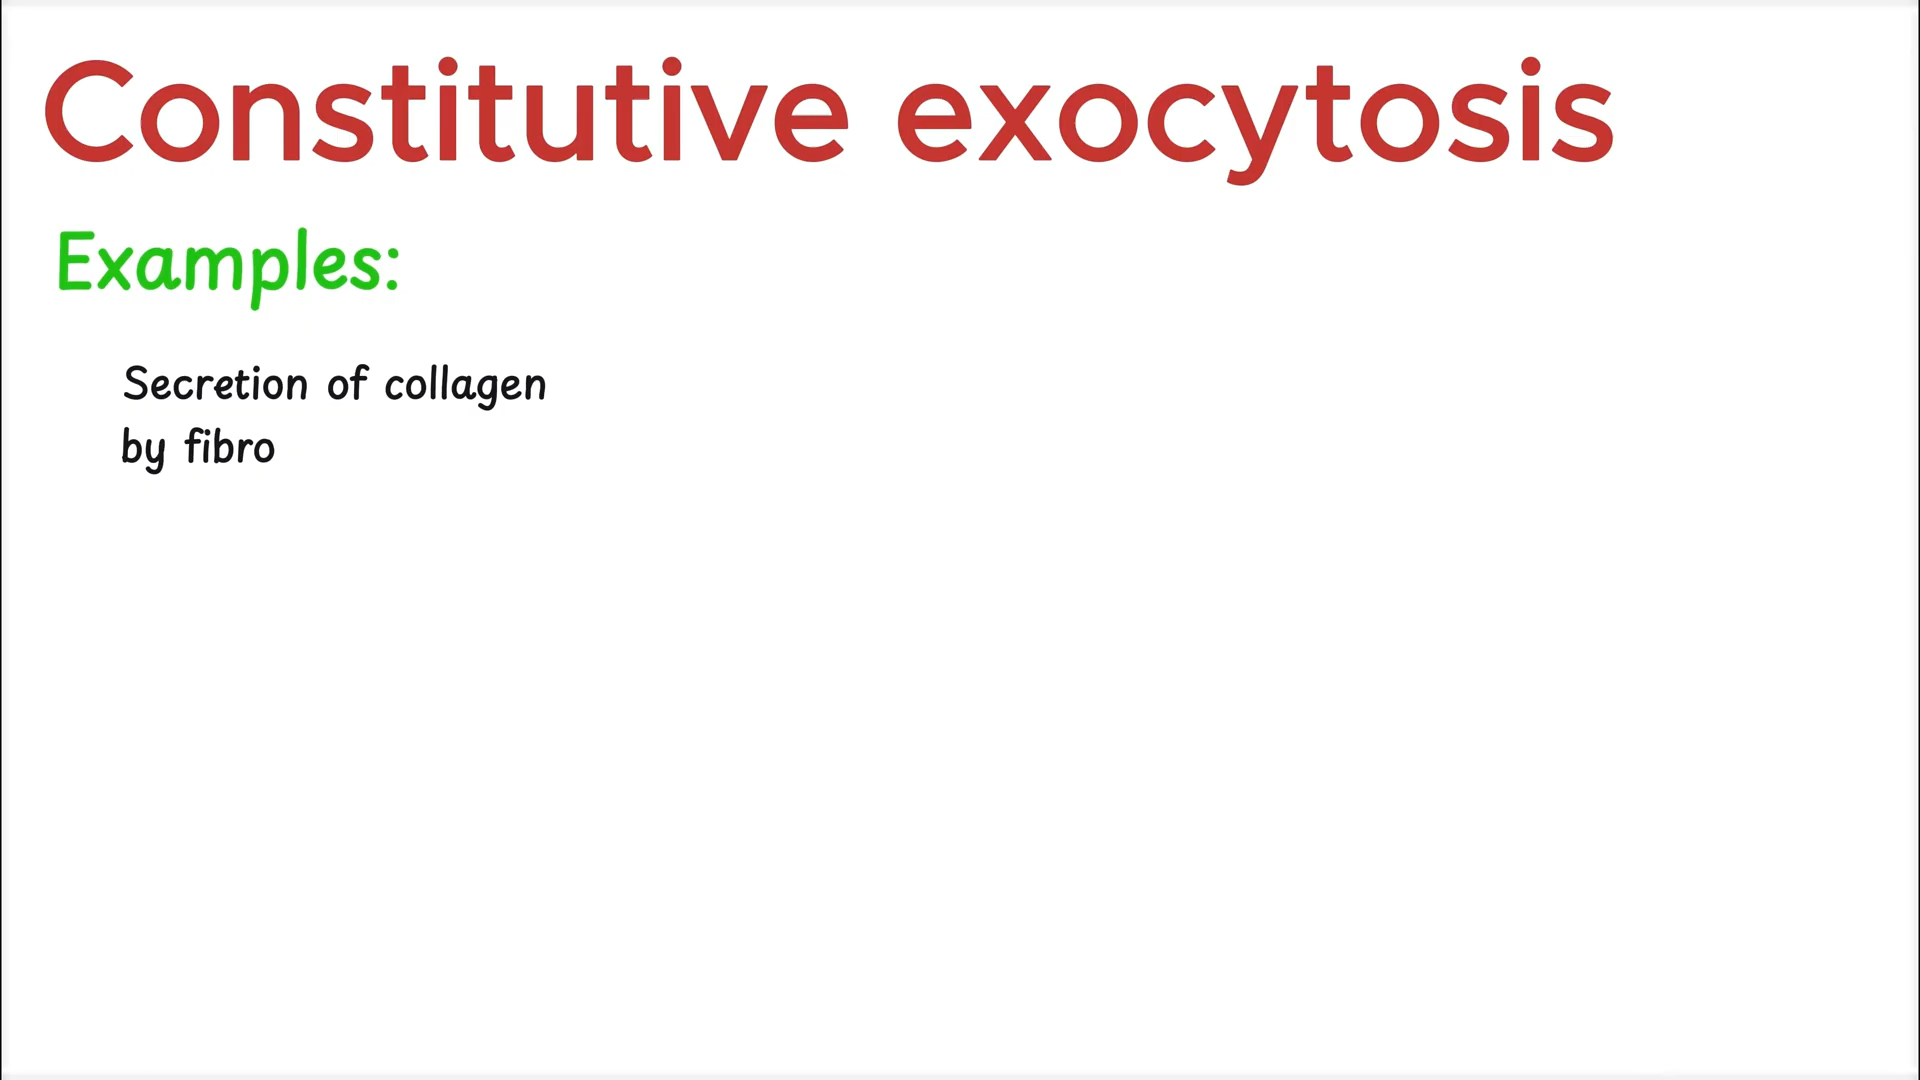 Constitutive exocytosis
Examples:
Secretion of collagen
by fibro